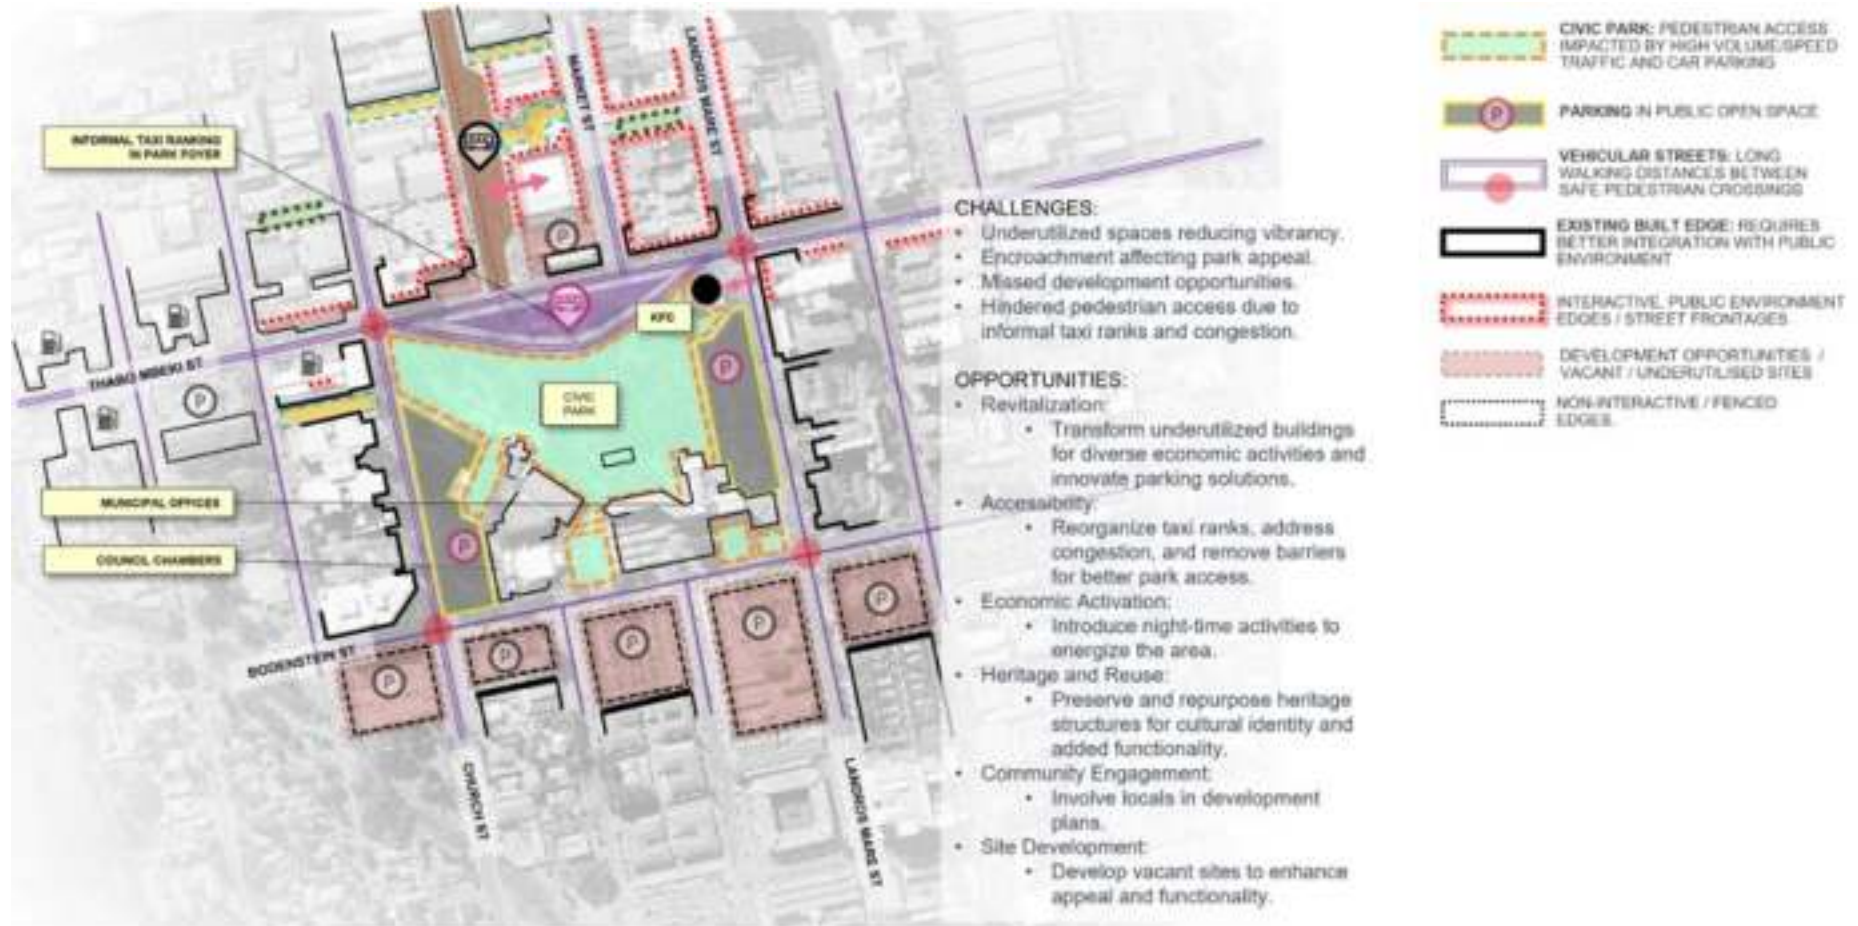 INFORMAL TAXI RANKING
IN PARK FOYER
MARKET ST
LANDROS MARE ST
P
KFC
P
THABO MBEKI ST
P
CIVIC
PARK
MUNICIPAL OFFICES
COUNCIL CHAMBERS
P
BODENSTEIN ST
P
P
P
P
P
CHURCH ST
LANDROS MARE ST
CHALLENGES:
• Underutilized spaces reducing vibrancy.
• Encroachment affecting park appeal.
• Missed development opportunities.
• Hindered pedestrian access due to
informal taxi ranks and congestion.
OPPORTUNITIES:
• Revitalization:
• Transform underutilized buildings
for diverse economic activities and
innovate parking solutions.
• Accessibility:
• Reorganize taxi ranks, address
congestion, and remove barriers
for better park access.
• Economic Activation:
• Introduce night-time activities to
energize the area.
• Heritage and Reuse:
• Preserve and repurpose heritage
structures for cultural identity and
added functionality.
• Community Engagement:
• Involve locals in development
plans.
• Site Development:
• Develop vacant sites to enhance
appeal and functionality.
CIVIC PARK: PEDESTRIAN ACCESS
IMPACTED BY HIGH VOLUME/SPEED
TRAFFIC AND CAR PARKING
P
PARKING IN PUBLIC OPEN SPACE
VEHICULAR STREETS: LONG
WALKING DISTANCES BETWEEN
SAFE PEDESTRIAN CROSSINGS
EXISTING BUILT EDGE: REQUIRES
BETTER INTEGRATION WITH PUBLIC
ENVIRONMENT
INTERACTIVE, PUBLIC ENVIRONMENT
EDGES / STREET FRONTAGES
DEVELOPMENT OPPORTUNITIES /
VACANT / UNDERUTILISED SITES
NON-INTERACTIVE / FENCED
EDGES.